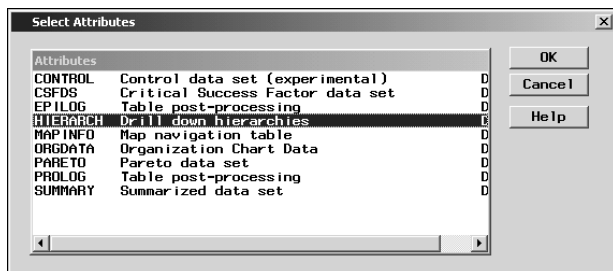 Select Attributes
Attributes
CONTROL Control data set (experimental) D
CSFDS Critical Success Factor data set D
EPILOG Table post-processing D
HIERARCH Drill down hierarchies D
MAPINFO Map navigation table D
ORGDATA Organization Chart Data D
PARETO Pareto data set D
PROLOG Table post-processing D
SUMMARY Summarized data set D
OK
Cancel
Help